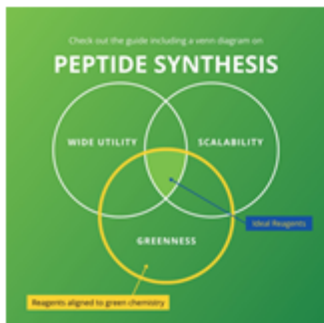 Check out the guide including a venn diagram on
PEPTIDE SYNTHESIS
WIDE UTILITY
SCALABILITY
Ideal Reagents
GREENNESS
Reagents aligned to green chemistry